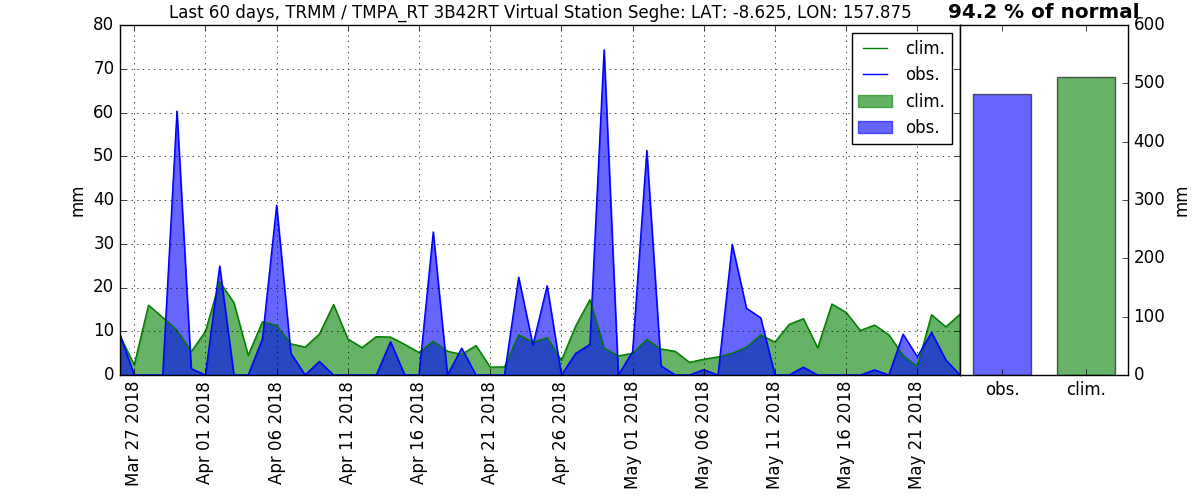 Last 60 days, TRMM / TMPA_RT 3B42RT Virtual Station Seghe: LAT: -8.625, LON: 157.875
94.2 % of normal
80
70
60
50
40
30
20
10
0
mm
clim.
obs.
clim.
obs.
600
500
400
300
200
100
0
mm
Mar 27 2018
Apr 01 2018
Apr 06 2018
Apr 11 2018
Apr 16 2018
Apr 21 2018
Apr 26 2018
May 01 2018
May 06 2018
May 11 2018
May 16 2018
May 21 2018
obs.
clim.